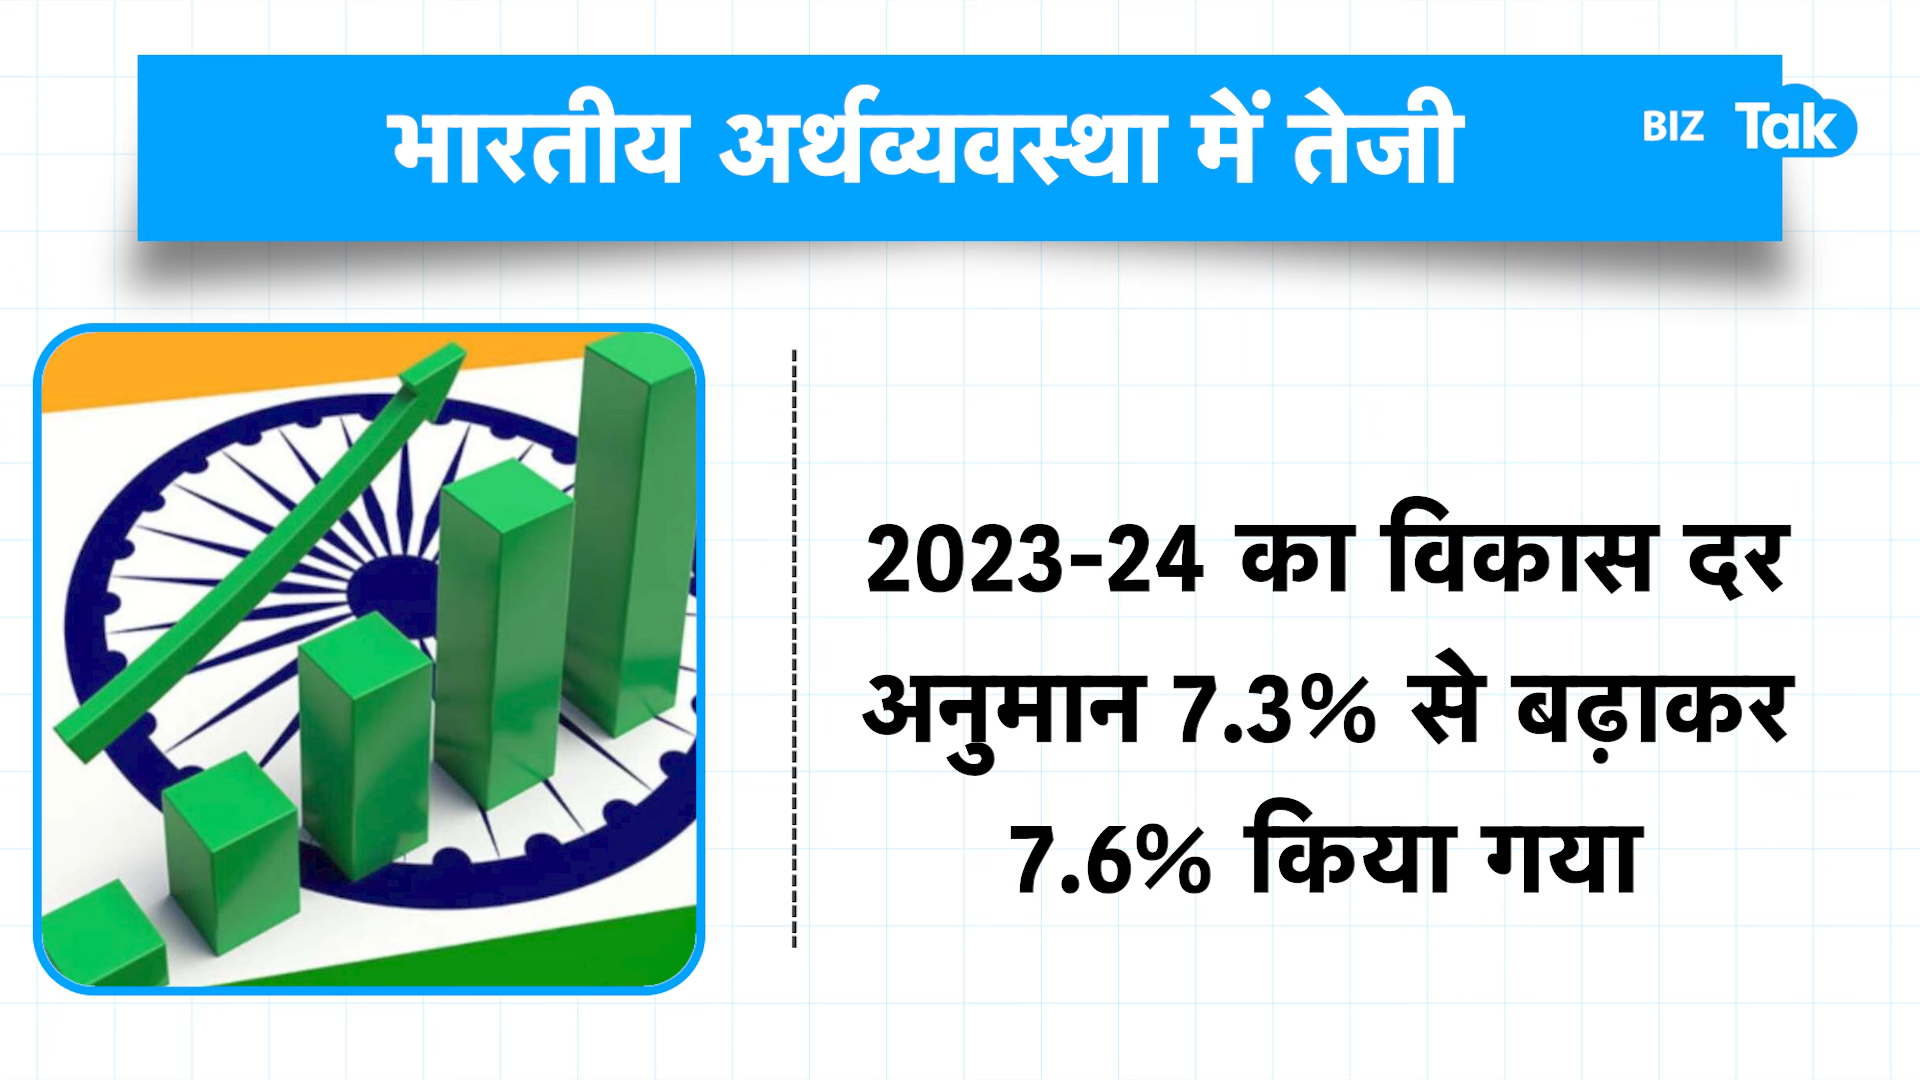 भारतीय अर्थव्यवस्था में तेजी
BIZ Tak
2023-24 का विकास दर
अनुमान 7.3% से बढ़ाकर
7.6% किया गया